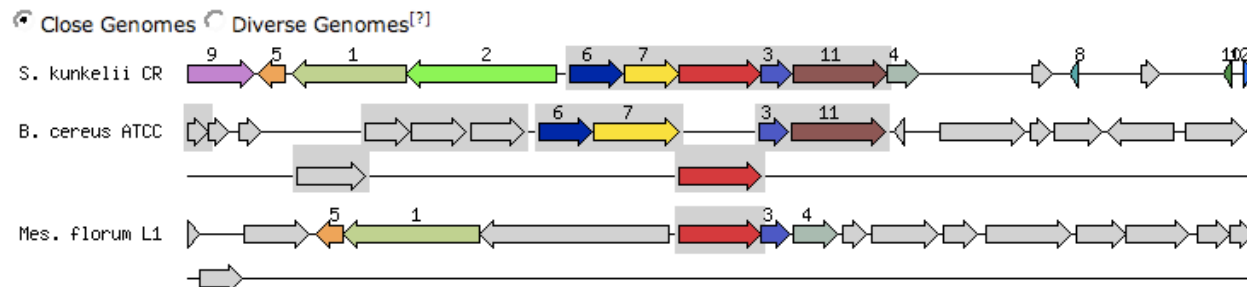 Close Genomes Diverse Genomes[?]
9 5 1 2 6 7 3 11 4 8
S. kunkelii CR
6 7 3 11
B. cereus ATCC
5 1 3 4
Mes. florum L1